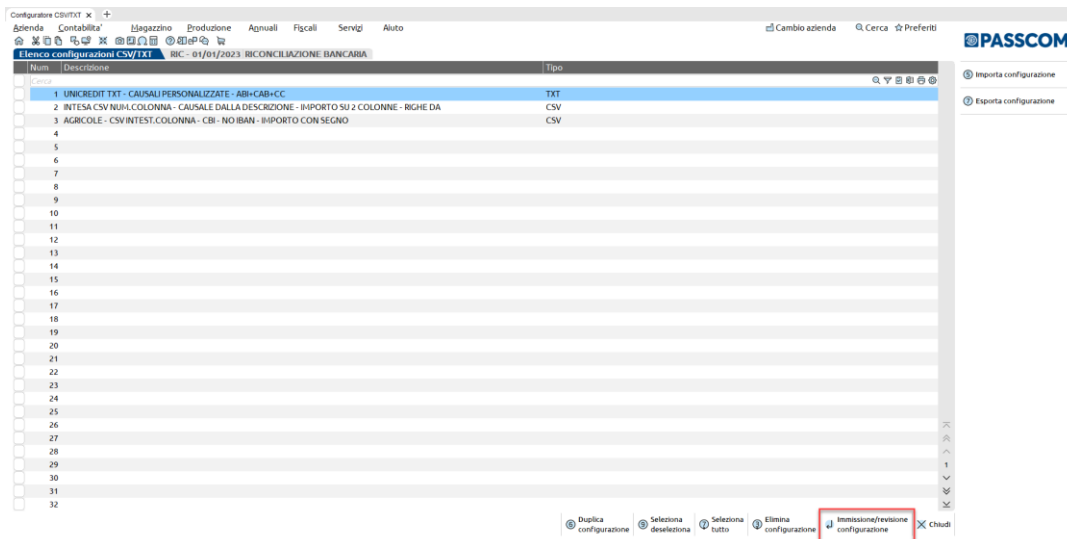 Configuratore CSV/TXT x +
Azienda Contabilita' Magazzino Produzione Annuali Fiscali Servizi Aiuto Cambio azienda Cerca Preferiti
PASSCOM
Elenco configurazioni CSV/TXT RIC - 01/01/2023 RICONCILIAZIONE BANCARIA
Num Descrizione Tipo
Cerca
1 UNICREDIT TXT - CAUSALI PERSONALIZZATE - ABI+CAB+CC TXT
2 INTESA CSV NUM.COLONNA - CAUSALE DALLA DESCRIZIONE - IMPORTO SU 2 COLONNE - RIGHE DA CSV
3 AGRICOLE - CSV INTEST.COLONNA - CBI - NO IBAN - IMPORTO CON SEGNO CSV
4
5
6
7
8
9
10
11
12
13
14
15
16
17
18
19
20
21
22
23
24
25
26
27
28
29
30
31
32
1
5 Importa configurazione
7 Esporta configurazione
6 Duplica configurazione
9 Seleziona deseleziona
Seleziona tutto
3 Elimina configurazione
Immissione/revisione configurazione
Chiudi